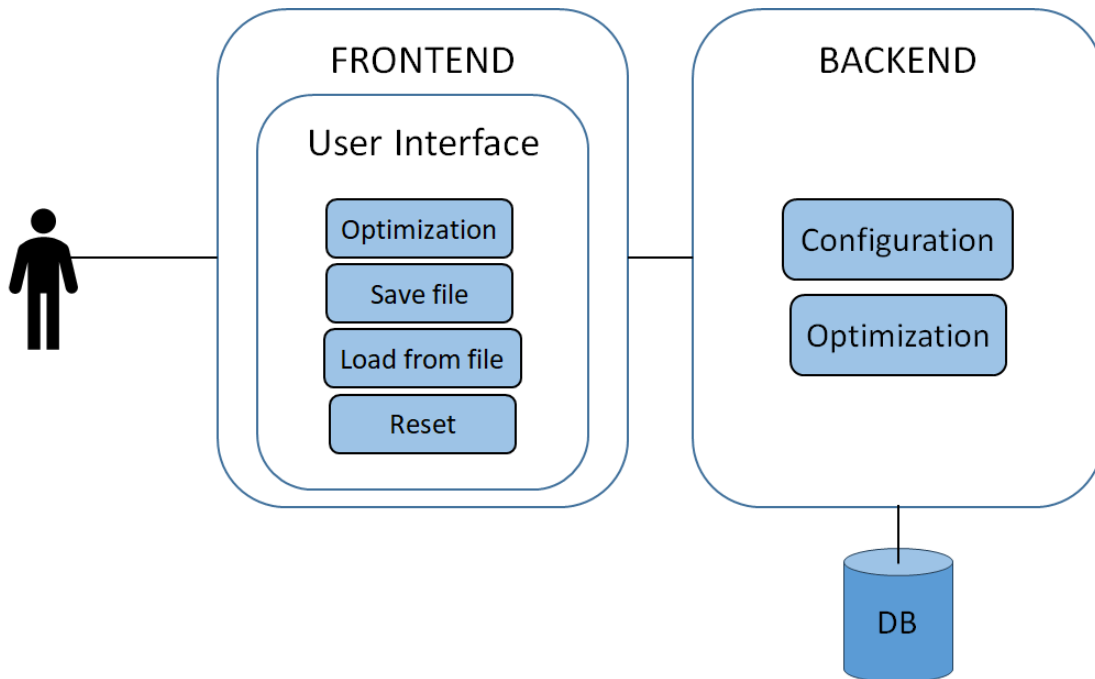 FRONTEND
User Interface
Optimization
Save file
Load from file
Reset
BACKEND
Configuration
Optimization
DB